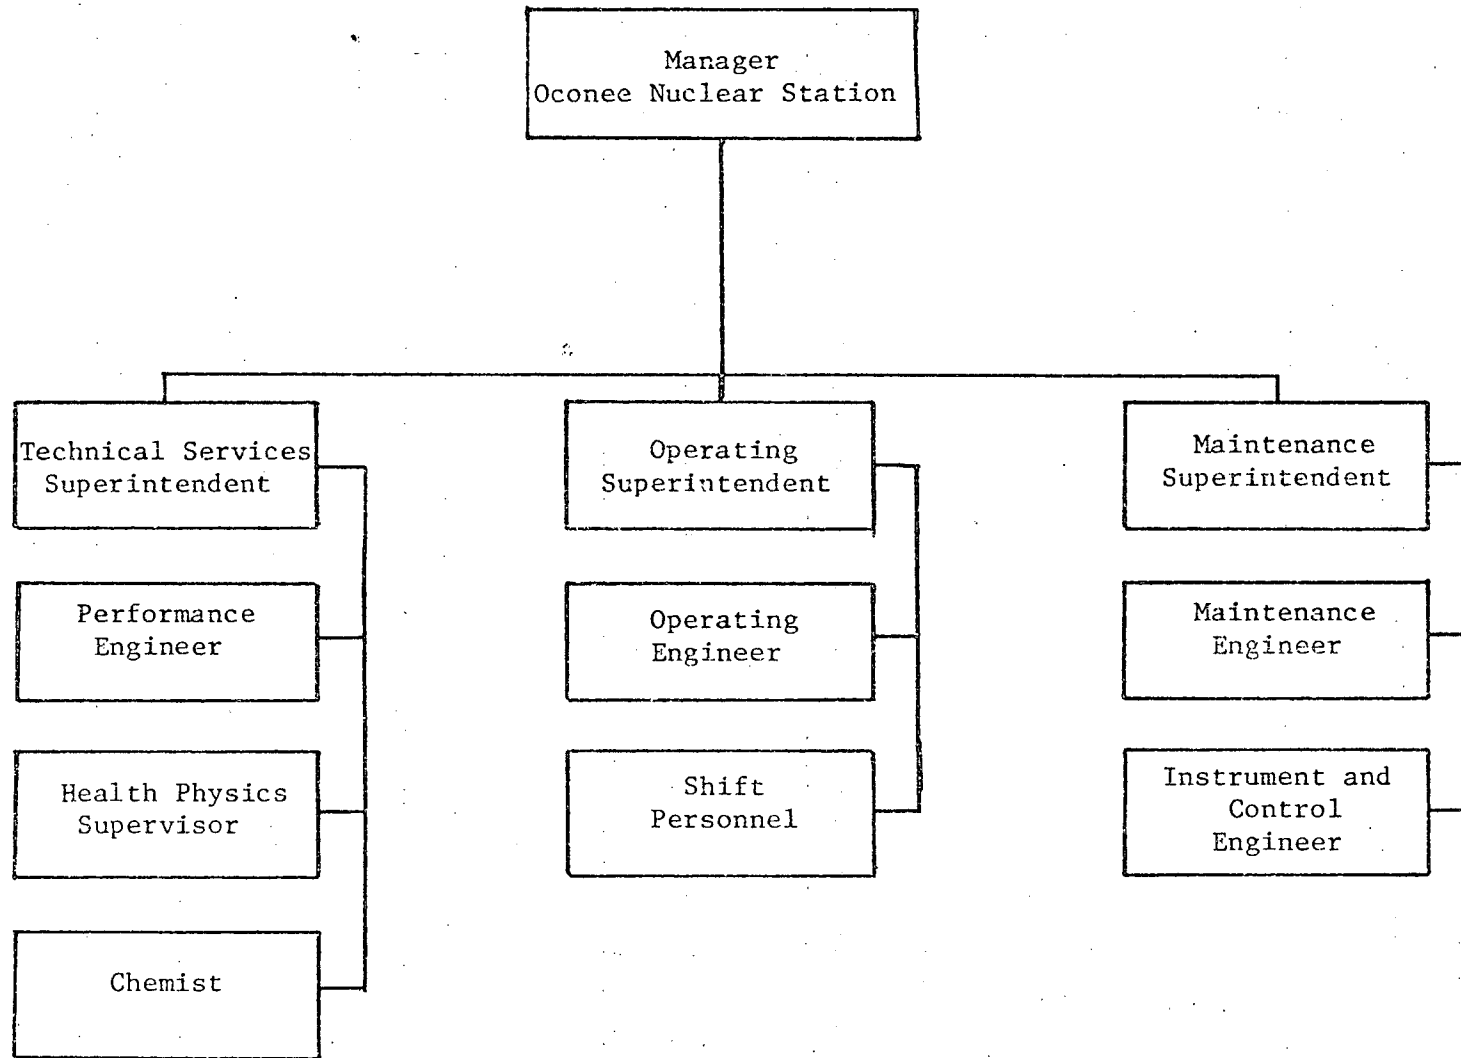 Manager
Oconee Nuclear Station
Technical Services
Superintendent
Performance
Engineer
Health Physics
Supervisor
Chemist
Operating
Superintendent
Operating
Engineer
Shift
Personnel
Maintenance
Superintendent
Maintenance
Engineer
Instrument and
Control
Engineer